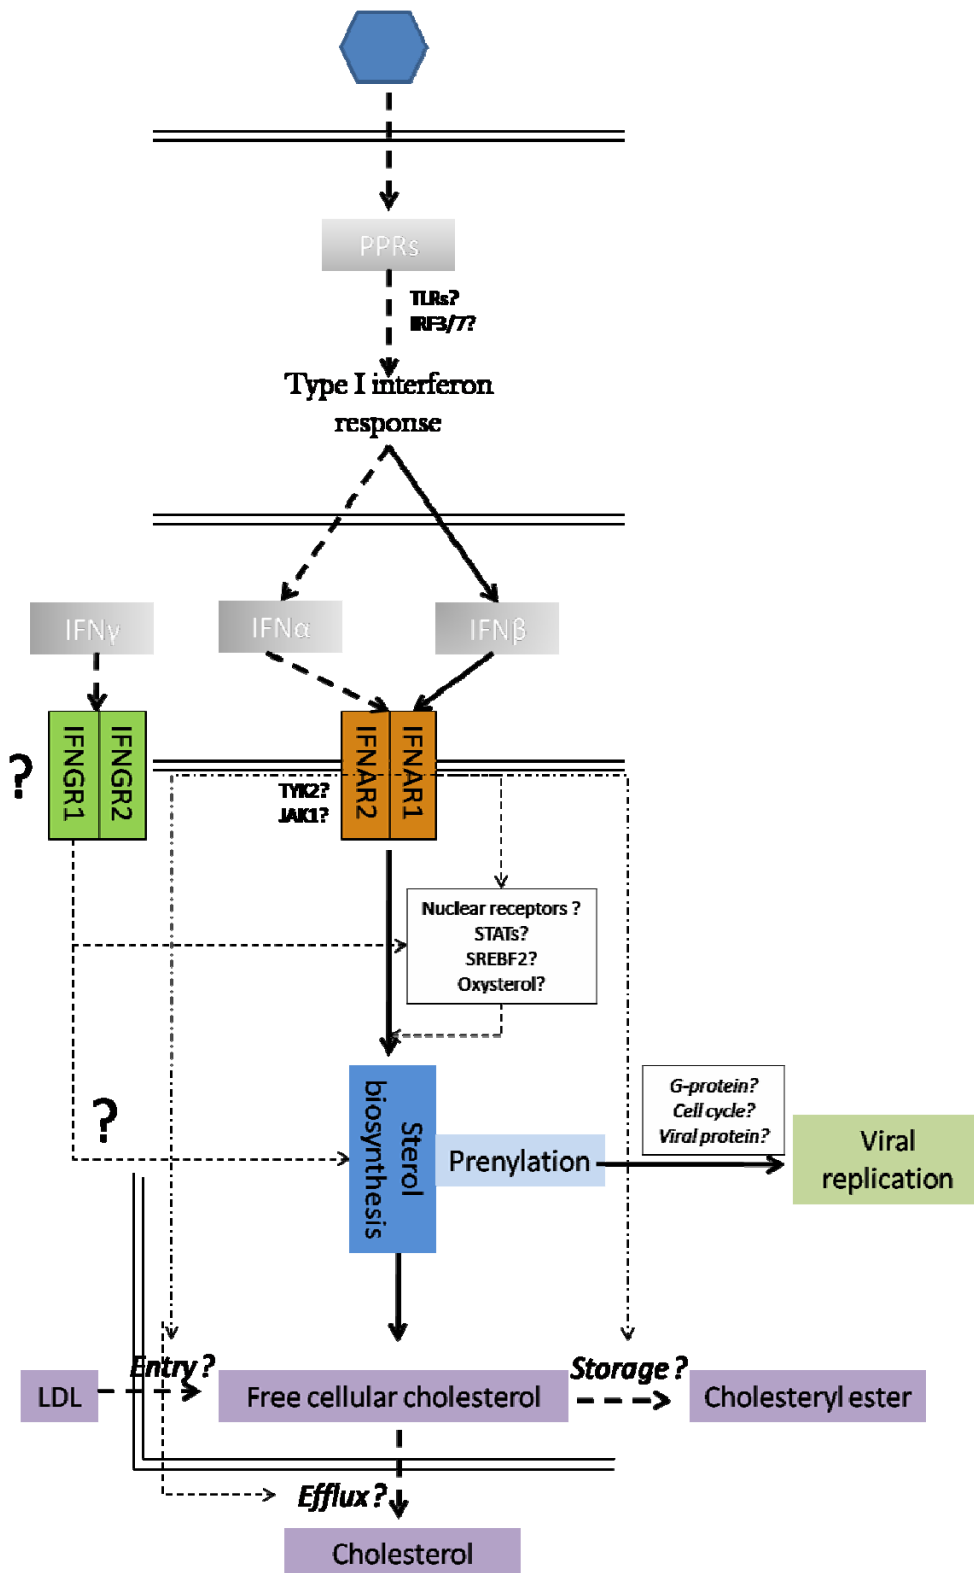 PPRs
TLRs?
IRF3/7?
Type I interferon
response
IFNγ
IFNα
IFNβ
?
IFNGR1
IFNGR2
TYK2?
JAK1?
IFNAR2
IFNAR1
Nuclear receptors ?
STATs?
SREBF2?
Oxysterol?
?
Sterol
biosynthesis
Prenylation
G-protein?
Cell cycle?
Viral protein?
Viral
replication
Entry ?
Storage ?
LDL
Free cellular cholesterol
Cholesteryl ester
Efflux ?
Cholesterol